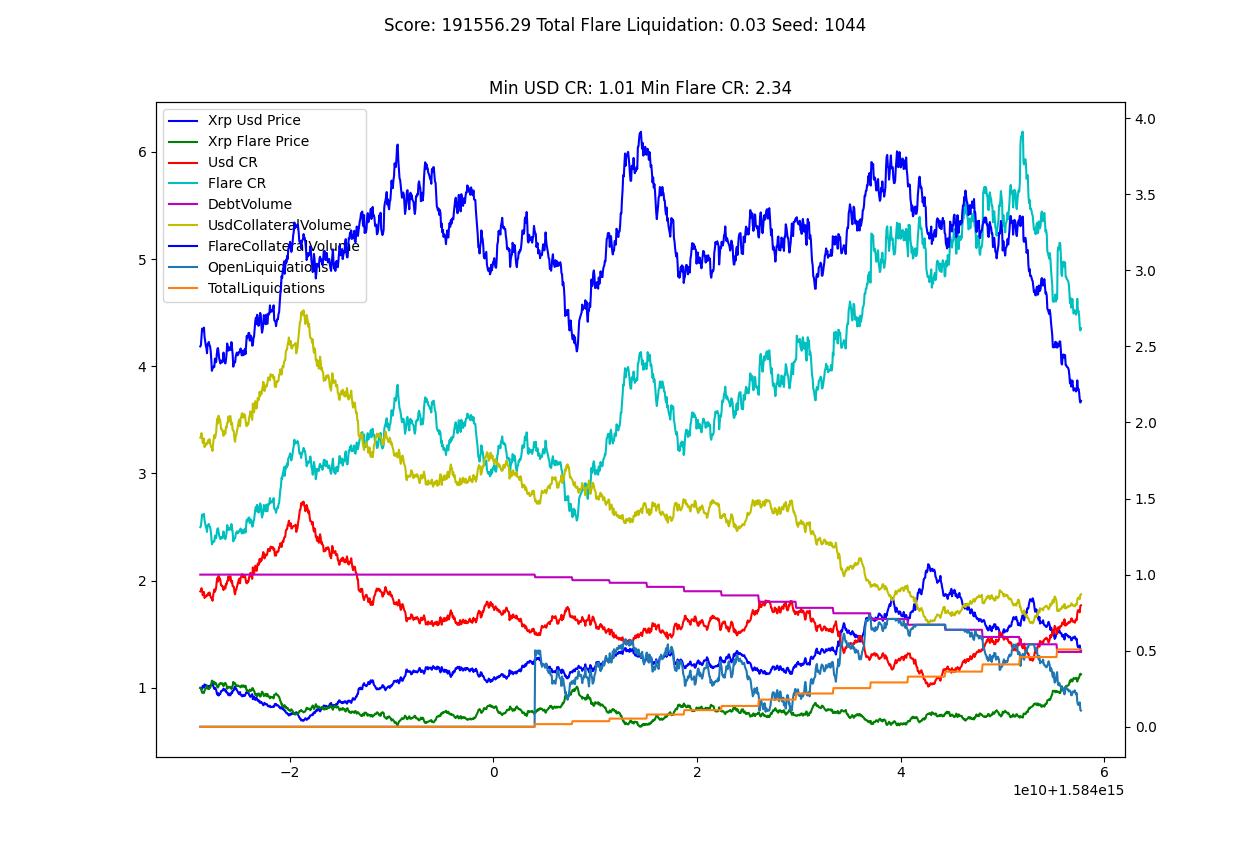 Score: 191556.29 Total Flare Liquidation: 0.03 Seed: 1044
Min USD CR: 1.01 Min Flare CR: 2.34
Xrp Usd Price
Xrp Flare Price
Usd CR
Flare CR
DebtVolume
UsdCollateralVolume
FlareCollateralVolume
OpenLiquidations
TotalLiquidations
6
5
4
3
2
1
4.0
3.5
3.0
2.5
2.0
1.5
1.0
0.5
0.0
−2
0
2
4
6
1e10+1.584e15